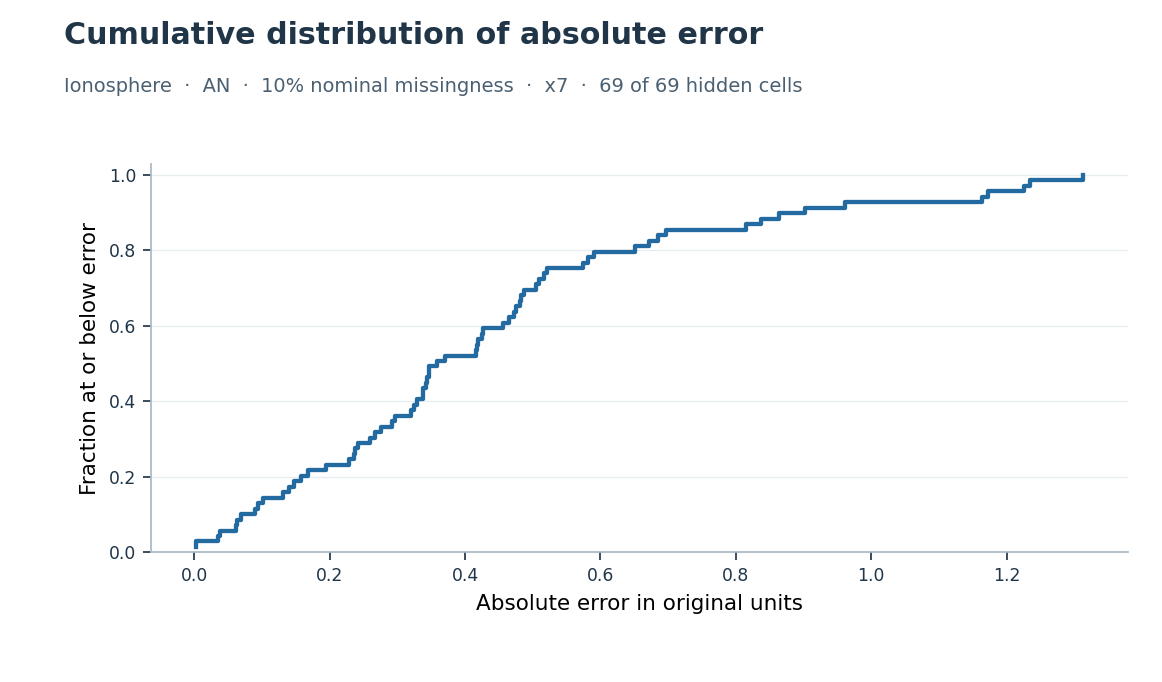 Cumulative distribution of absolute error
Ionosphere · AN · 10% nominal missingness · x7 · 69 of 69 hidden cells
Fraction at or below error
1.0
0.8
0.6
0.4
0.2
0.0
0.0 0.2 0.4 0.6 0.8 1.0 1.2
Absolute error in original units